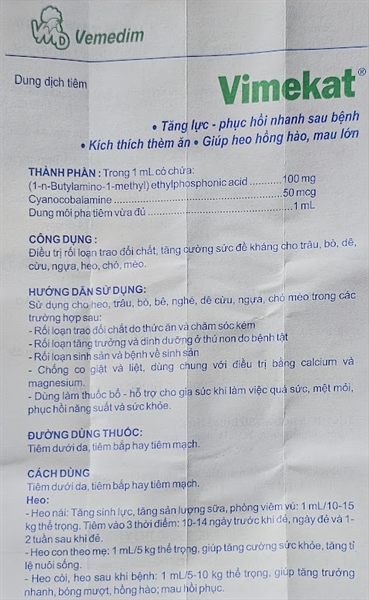 Vemedim
Dung dịch tiêm
Vimekat®
• Tăng lực - phục hồi nhanh sau bệnh
• Kích thích thèm ăn • Giúp heo hồng hào, mau lớn
THÀNH PHẦN : Trong 1 mL có chứa:
(1-n-Butylamino-1-methyl) ethylphosphonic acid ..........100 mg
Cyanocobalamine ....................................................50 mcg
Dung môi pha tiêm vừa đủ.......................................1 mL
CÔNG DỤNG :
Điều trị rối loạn trao đổi chất, tăng cường sức đề kháng cho trâu, bò, dê,
cừu, ngựa, heo, chó, mèo.
HƯỚNG DẪN SỬ DỤNG:
Sử dụng cho heo, trâu, bò, bê, nghé, dê cừu, ngựa, chó mèo trong các
trường hợp sau:
- Rối loạn trao đổi chất do thức ăn và chăm sóc kém
- Rối loạn tăng trưởng và dinh dưỡng ở thú non do bệnh tật
- Rối loạn sinh sản và bệnh về sinh sản
- Chống co giật và liệt, dùng chung với điều trị bằng calcium và
magnesium.
- Dùng làm thuốc bổ - hỗ trợ cho gia súc khi làm việc quá sức, mệt mỏi,
phục hồi năng suất và sức khỏe.
ĐƯỜNG DÙNG THUỐC:
Tiêm dưới da, tiêm bắp hay tiêm mạch.
CÁCH DÙNG
Tiêm dưới da, tiêm bắp hay tiêm mạch.
Heo:
- Heo nái: Tăng sinh lực, tăng sản lượng sữa, phòng viêm vú: 1 mL/10-15
kg thể trọng. Tiêm vào 3 thời điểm: 10-14 ngày trước khi đẻ, ngày đẻ và 1-
2 tuần sau khi đẻ.
- Heo con theo mẹ: 1 mL/5 kg thể trọng, giúp tăng cường sức khỏe, tăng tỉ
lệ nuôi sống.
- Heo còi, heo sau khi bệnh: 1 mL/5-10 kg thể trọng, giúp tăng trưởng
nhanh, bóng mượt, hồng hào; mau hồi phục.